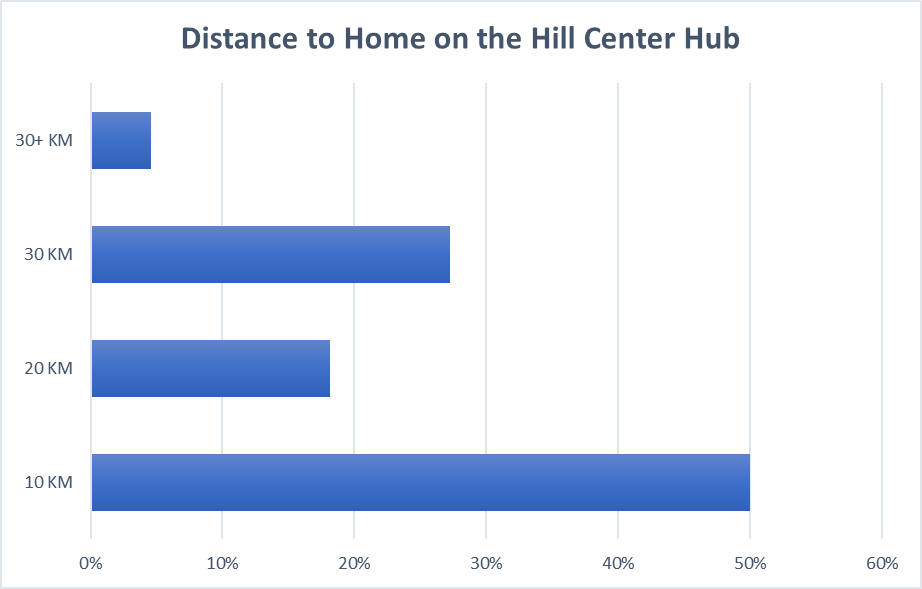 Distance to Home on the Hill Center Hub
30+ KM
30 KM
20 KM
10 KM
0% 10% 20% 30% 40% 50% 60%